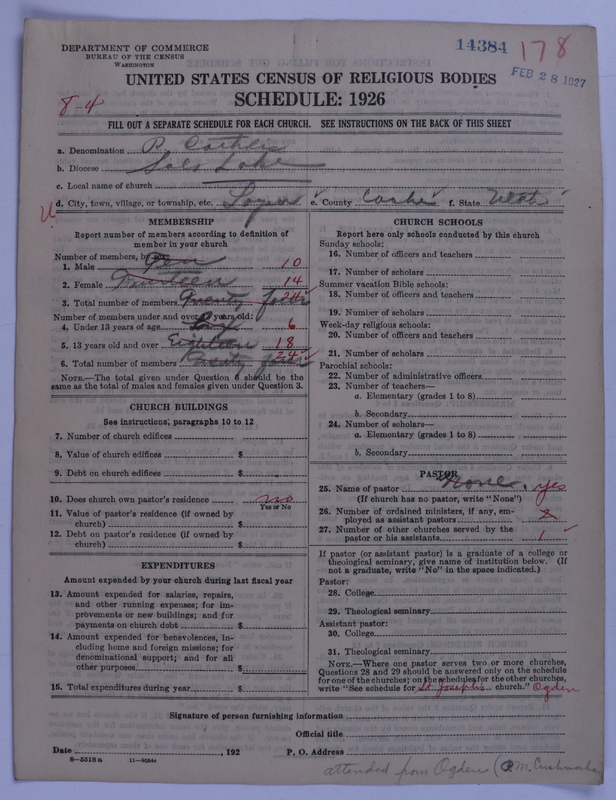 DEPARTMENT OF COMMERCE
BUREAU OF THE CENSUS
WASHINGTON
14384 178
FEB 28 1927
UNITED STATES CENSUS OF RELIGIOUS BODIES
8-4
SCHEDULE: 1926
FILL OUT A SEPARATE SCHEDULE FOR EACH CHURCH. SEE INSTRUCTIONS ON THE BACK OF THIS SHEET
a. Denomination R. Catholic
b. Diocese Salt Lake
c. Local name of church
d. City, town, village, or township, etc. Logan e. County Cache f. State Utah
MEMBERSHIP
Report number of members according to definition of
member in your church
Number of members, by sex:
1. Male Ten 10
2. Female 14
3. Total number of members Twenty four 24
Number of members under and over 13 years old:
4. Under 13 years of age Six 6
5. 13 years old and over Eighteen 18
6. Total number of members Twenty four 24
NOTE.—The total given under Question 6 should be the
same as the total of males and females given under Question 3.
CHURCH BUILDINGS
See instructions, paragraphs 10 to 12
7. Number of church edifices
8. Value of church edifices $
9. Debt on church edifices $
10. Does church own pastor's residence no
Yes or No
11. Value of pastor's residence (if owned by
church) $
12. Debt on pastor's residence (if owned by
church) $
EXPENDITURES
Amount expended by your church during last fiscal year
13. Amount expended for salaries, repairs,
and other running expenses; for im-
provements or new buildings; and for
payments on church debt $
14. Amount expended for benevolences, in-
cluding home and foreign missions; for
denominational support; and for all
other purposes $
15. Total expenditures during year $
CHURCH SCHOOLS
Report here only schools conducted by this church
Sunday schools:
16. Number of officers and teachers
17. Number of scholars
Summer vacation Bible schools:
18. Number of officers and teachers
19. Number of scholars
Week-day religious schools:
20. Number of officers and teachers
21. Number of scholars
Parochial schools:
22. Number of administrative officers
23. Number of teachers—
a. Elementary (grades 1 to 8)
b. Secondary
24. Number of scholars—
a. Elementary (grades 1 to 8)
b. Secondary
PASTOR
25. Name of pastor None. yes
(If church has no pastor, write "None")
26. Number of ordained ministers, if any, em-
ployed as assistant pastors
27. Number of other churches served by the
pastor or his assistants 1
If pastor (or assistant pastor) is a graduate of a college or
theological seminary, give name of institution below. (If
not a graduate, write "No" in the space indicated.)
Pastor:
28. College
29. Theological seminary
Assistant pastor:
30. College
31. Theological seminary
NOTE.—Where one pastor serves two or more churches,
Questions 28 and 29 should be answered only on the schedule
for one of the churches; on the schedules for the other churches,
write "See schedule for St. Joseph's church." Ogden
Signature of person furnishing information
Official title
Date , 192 P. O. Address
8—5318a 11—
attended from Ogden (P.M. Cushnahan